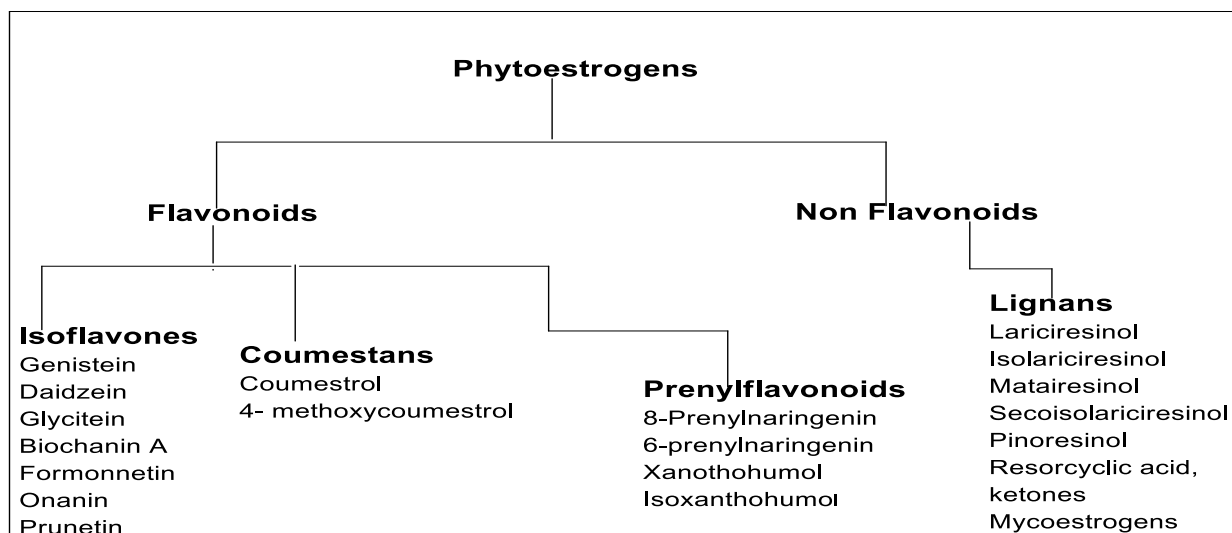 Phytoestrogens
Flavonoids
Non Flavonoids
Isoflavones
Genistein
Daidzein
Glycitein
Biochanin A
Formonnetin
Onanin
Prunetin
Coumestans
Coumestrol
4- methoxycoumestrol
Prenylflavonoids
8-Prenylnaringenin
6-prenylnaringenin
Xanothohumol
Isoxanthohumol
Lignans
Lariciresinol
Isolariciresinol
Matairesinol
Secoisolariciresinol
Pinoresinol
Resorcyclic acid,
ketones
Mycoestrogens